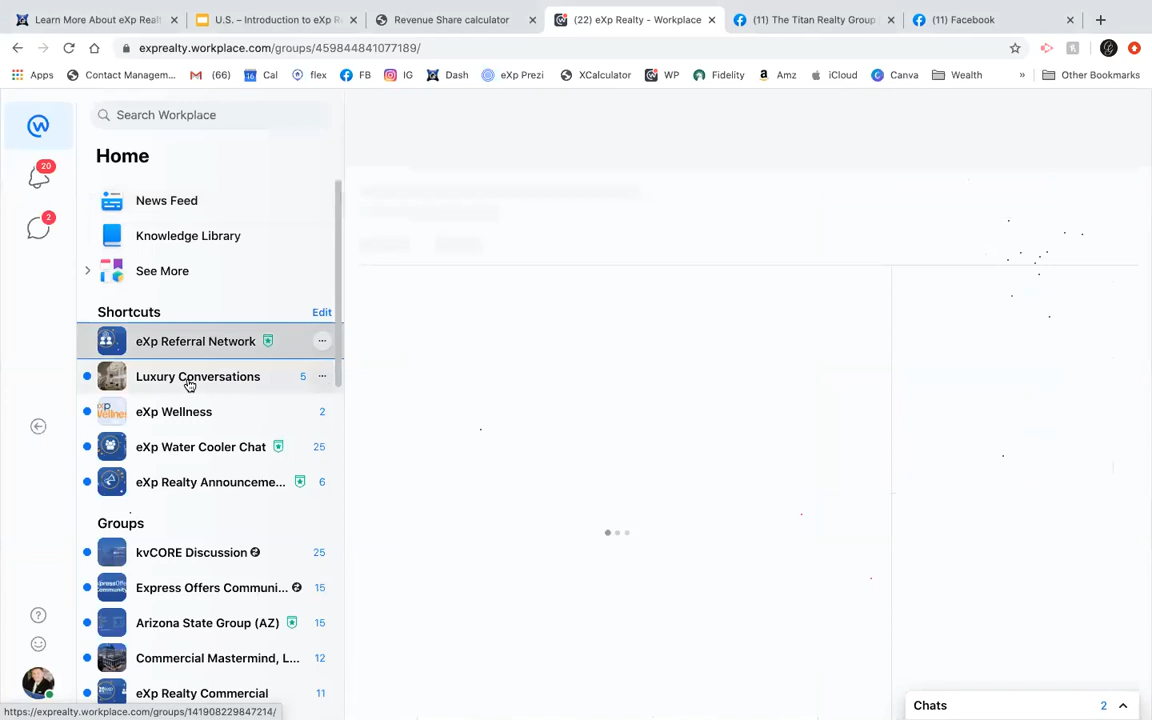 Learn More About eXp Real
U.S. – Introduction to eXp R
Revenue Share calculator
(22) eXp Realty - Workplace
(11) The Titan Realty Group
(11) Facebook
exprealty.workplace.com/groups/459844841077189/
Apps
Contact Managem...
(66)
Cal
flex
FB
IG
Dash
eXp Prezi
XCalculator
WP
Fidelity
Amz
iCloud
Canva
Wealth
»
Other Bookmarks
Search Workplace
Home
20
2
News Feed
Knowledge Library
See More
Shortcuts Edit
eXp Referral Network
Luxury Conversations 5
eXp Wellness 2
eXp Water Cooler Chat 25
eXp Realty Announceme... 6
Groups
kvCORE Discussion 25
Express Offers Communi... 15
Arizona State Group (AZ) 15
Commercial Mastermind, L... 12
eXp Realty Commercial 11
https://exprealty.workplace.com/groups/141908229847214/
Chats 2